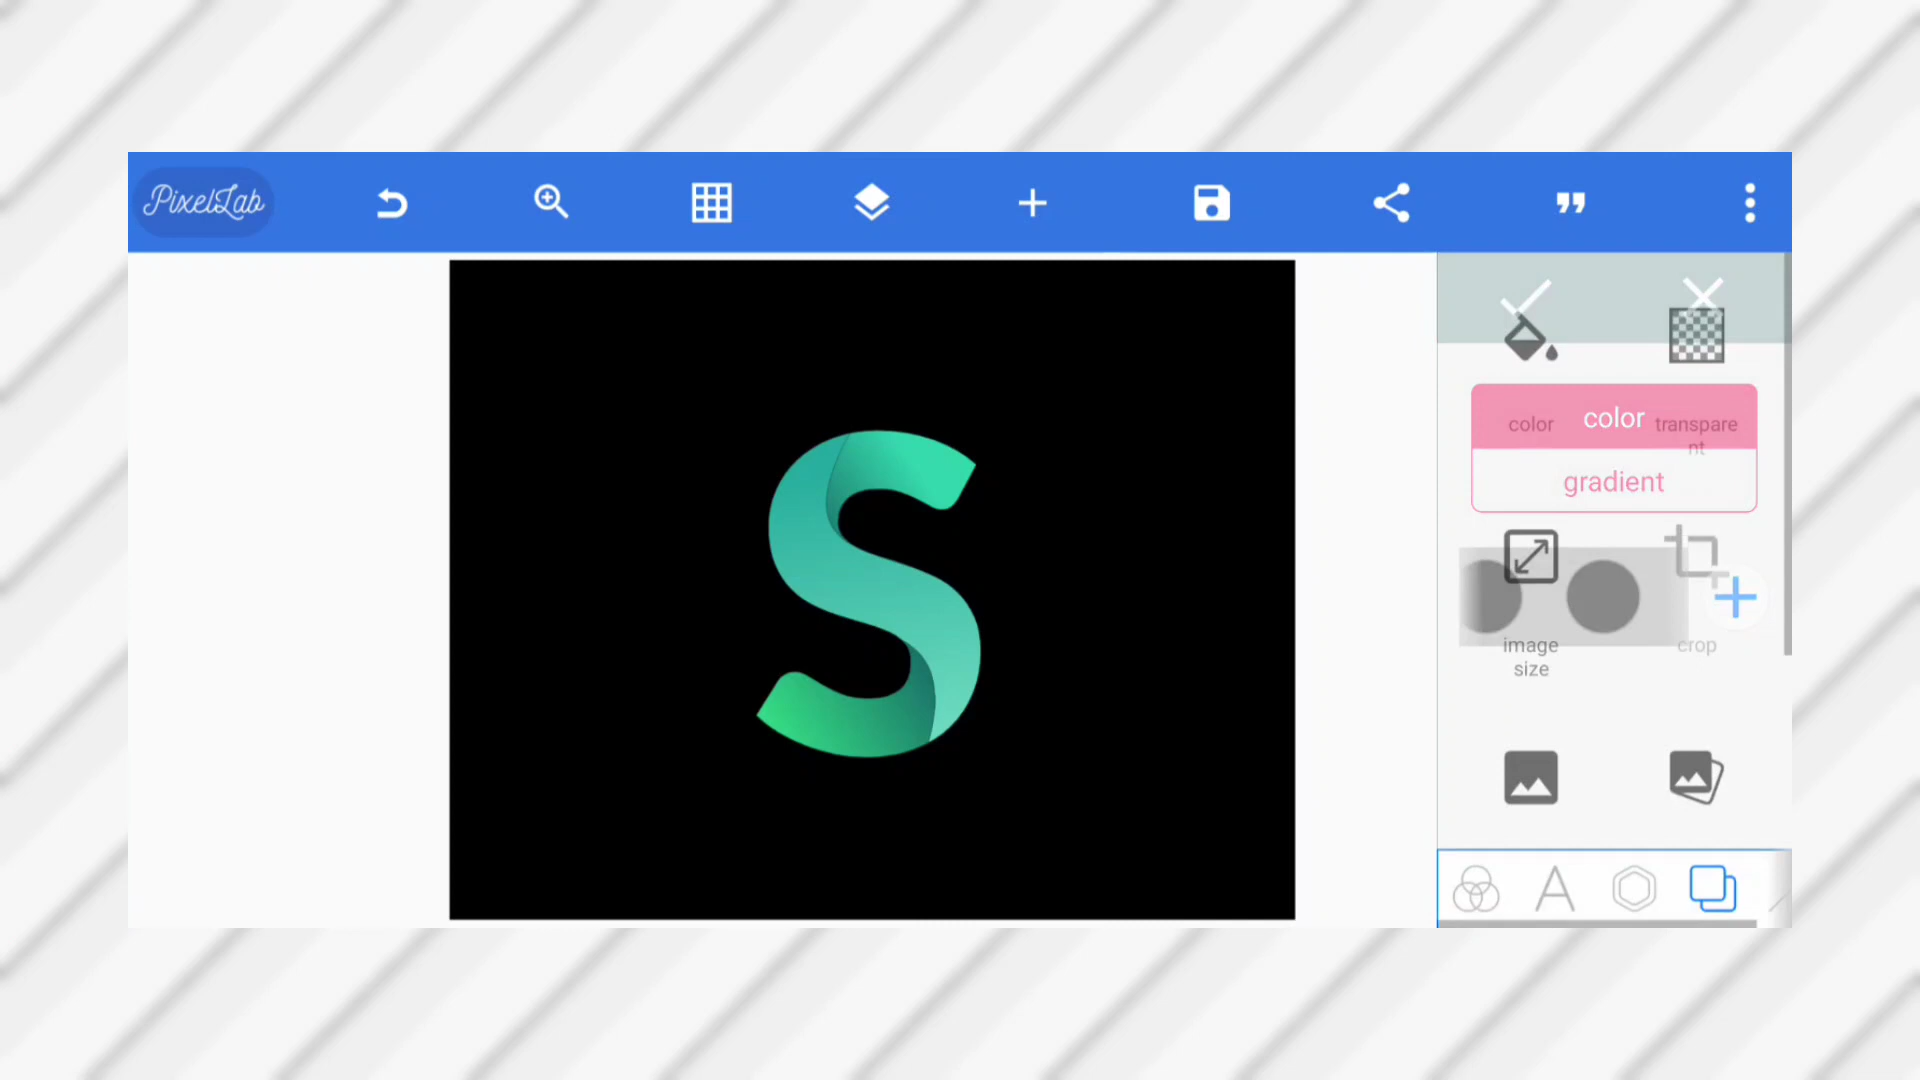 PixelLab
color
color
transpare
nt
gradient
image
size
crop
S